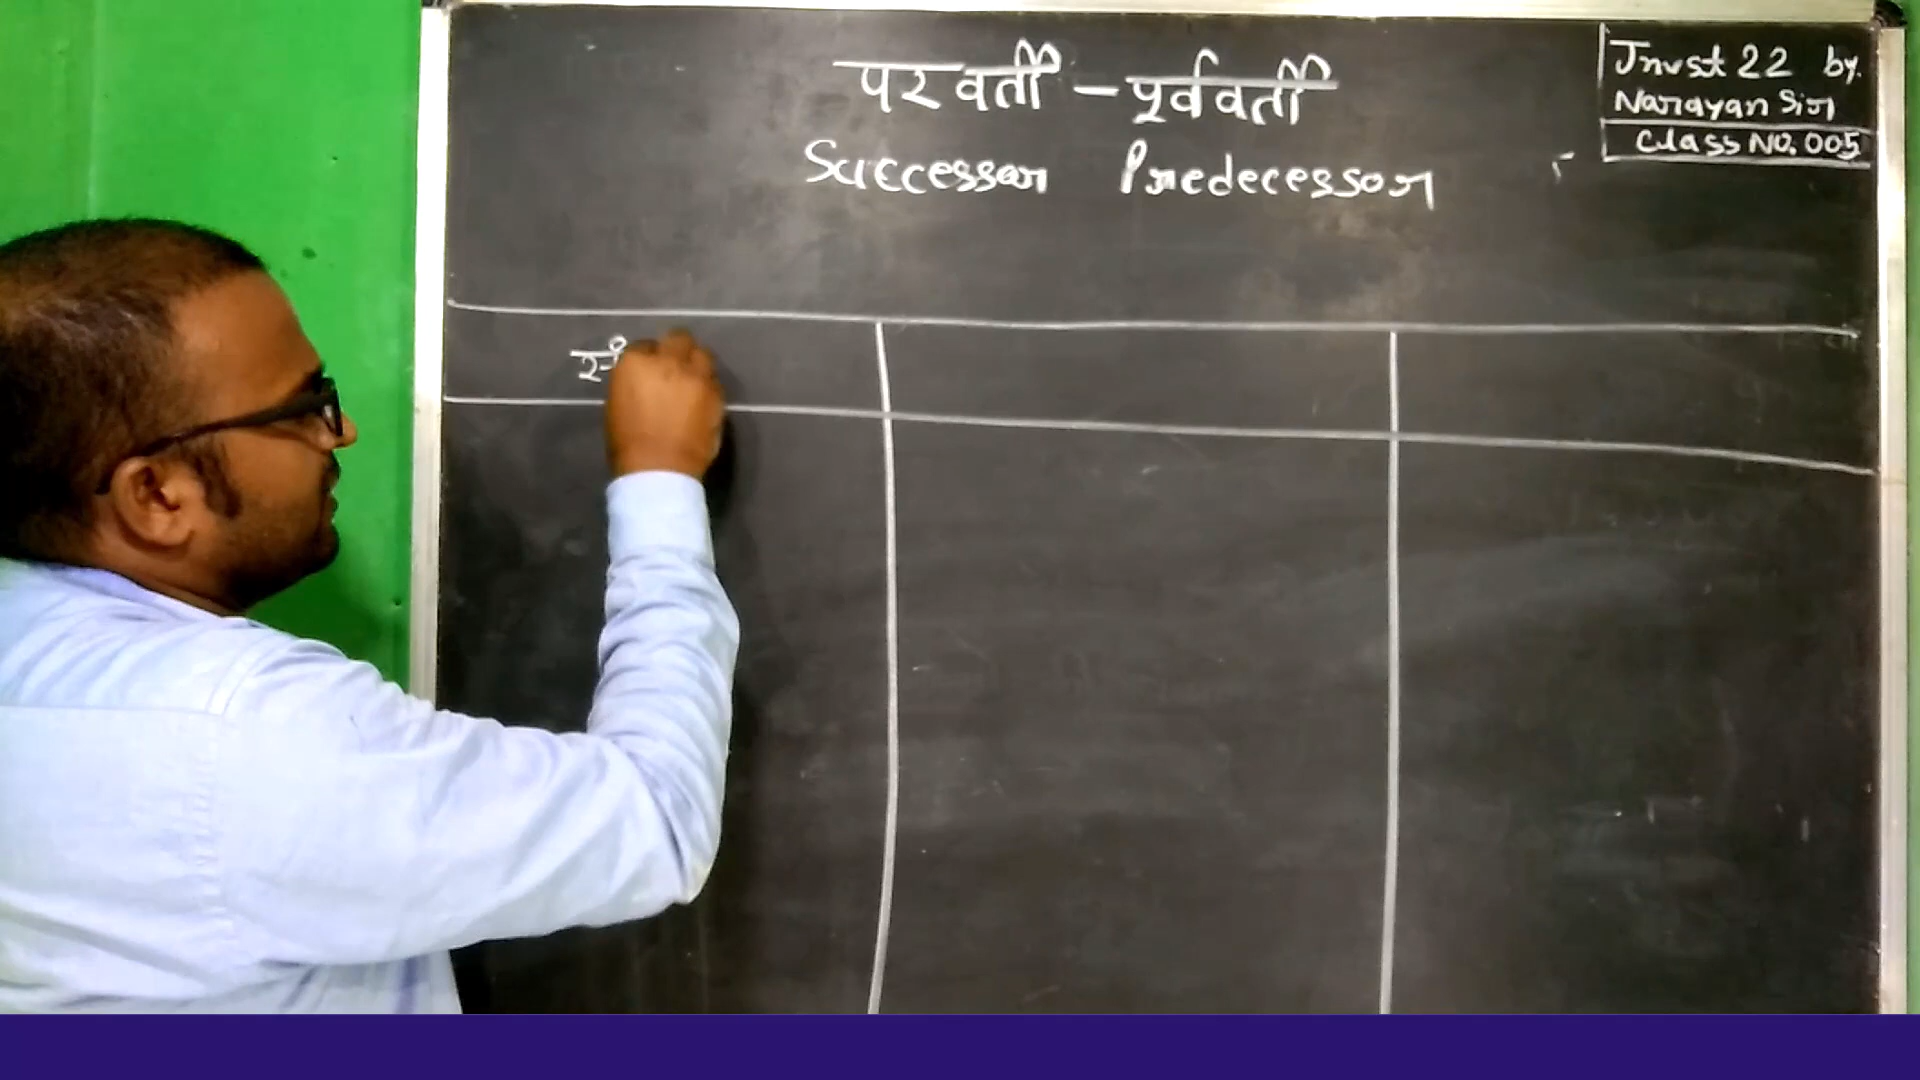 परवर्ती - पूर्ववर्ती
Successor Predecessor
Jnvst 22 by.
Narayan Sir
Class No. 005
सं